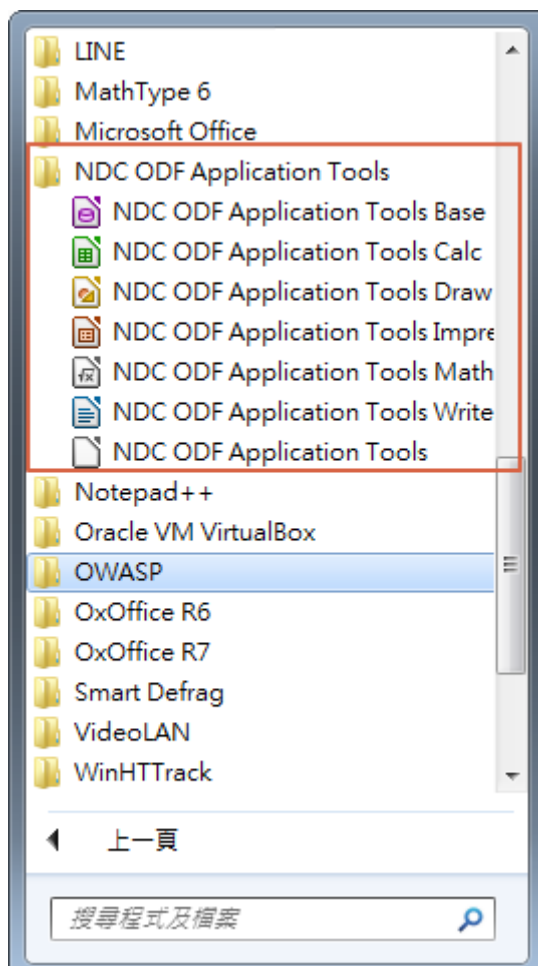 LINE
MathType 6
Microsoft Office
NDC ODF Application Tools
NDC ODF Application Tools Base
NDC ODF Application Tools Calc
NDC ODF Application Tools Draw
NDC ODF Application Tools Impre
NDC ODF Application Tools Math
NDC ODF Application Tools Write
NDC ODF Application Tools
Notepad++
Oracle VM VirtualBox
OWASP
OxOffice R6
OxOffice R7
Smart Defrag
VideoLAN
WinHTTrack
上一頁
搜尋程式及檔案